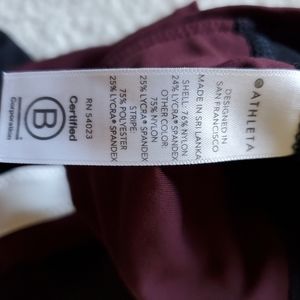 ATHLETA
DESIGNED IN
SAN FRANCISCO
MADE IN SRI LANKA
SHELL: 76% NYLON
24% LYCRA® SPANDEX
OTHER COLOR:
75% NYLON
25% LYCRA® SPANDEX
STRIPE:
75% POLYESTER
25% LYCRA® SPANDEX
RN 54023
Certified
B
Corporation